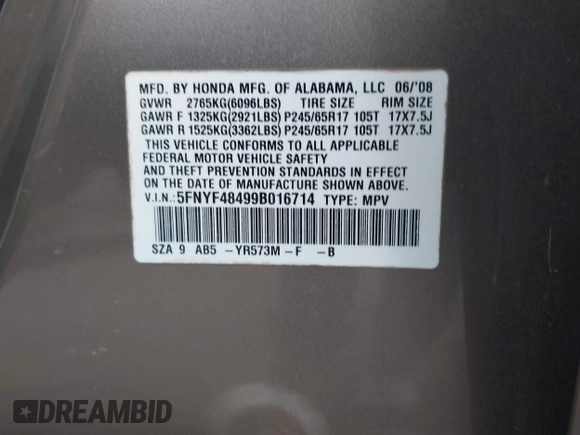 MFD. BY HONDA MFG. OF ALABAMA, LLC 06/'08
GVWR 2765KG(6096LBS) TIRE SIZE RIM SIZE
GAWR F 1325KG(2921LBS) P245/65R17 105T 17X7.5J
GAWR R 1525KG(3362LBS) P245/65R17 105T 17X7.5J
THIS VEHICLE CONFORMS TO ALL APPLICABLE
FEDERAL MOTOR VEHICLE SAFETY
AND THEFT PREVENTION STANDARDS IN EFFECT
ON THE DATE OF MANUFACTURE SHOWN ABOVE.
V.I.N.:5FNYF48499B016714 TYPE: MPV
SZA 9 AB5 -YR573M-F -B
DREAMBID